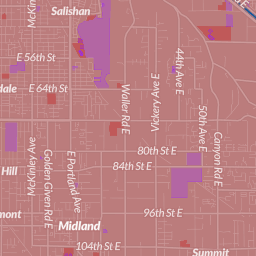 Salishan
McKin
E 56th St
44th Ave E
dale
E 64th St
Waller Rd E
Vickery Ave E
50th Ave E
Canyon Rd E
McKinley Ave
Golden Given Rd E
E Portland Ave
80th St E
84th St E
Hill
96th St E
mont
Midland
104th St E
Summit